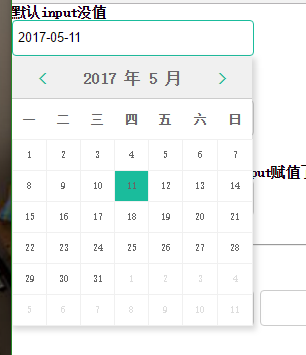 默认input没值
2017-05-11
2017 年 5 月
一 二 三 四 五 六 日
1 2 3 4 5 6 7
8 9 10 11 12 13 14
put赋值
15 16 17 18 19 20 21
22 23 24 25 26 27 28
29 30 31 1 2 3 4
5 6 7 8 9 10 11